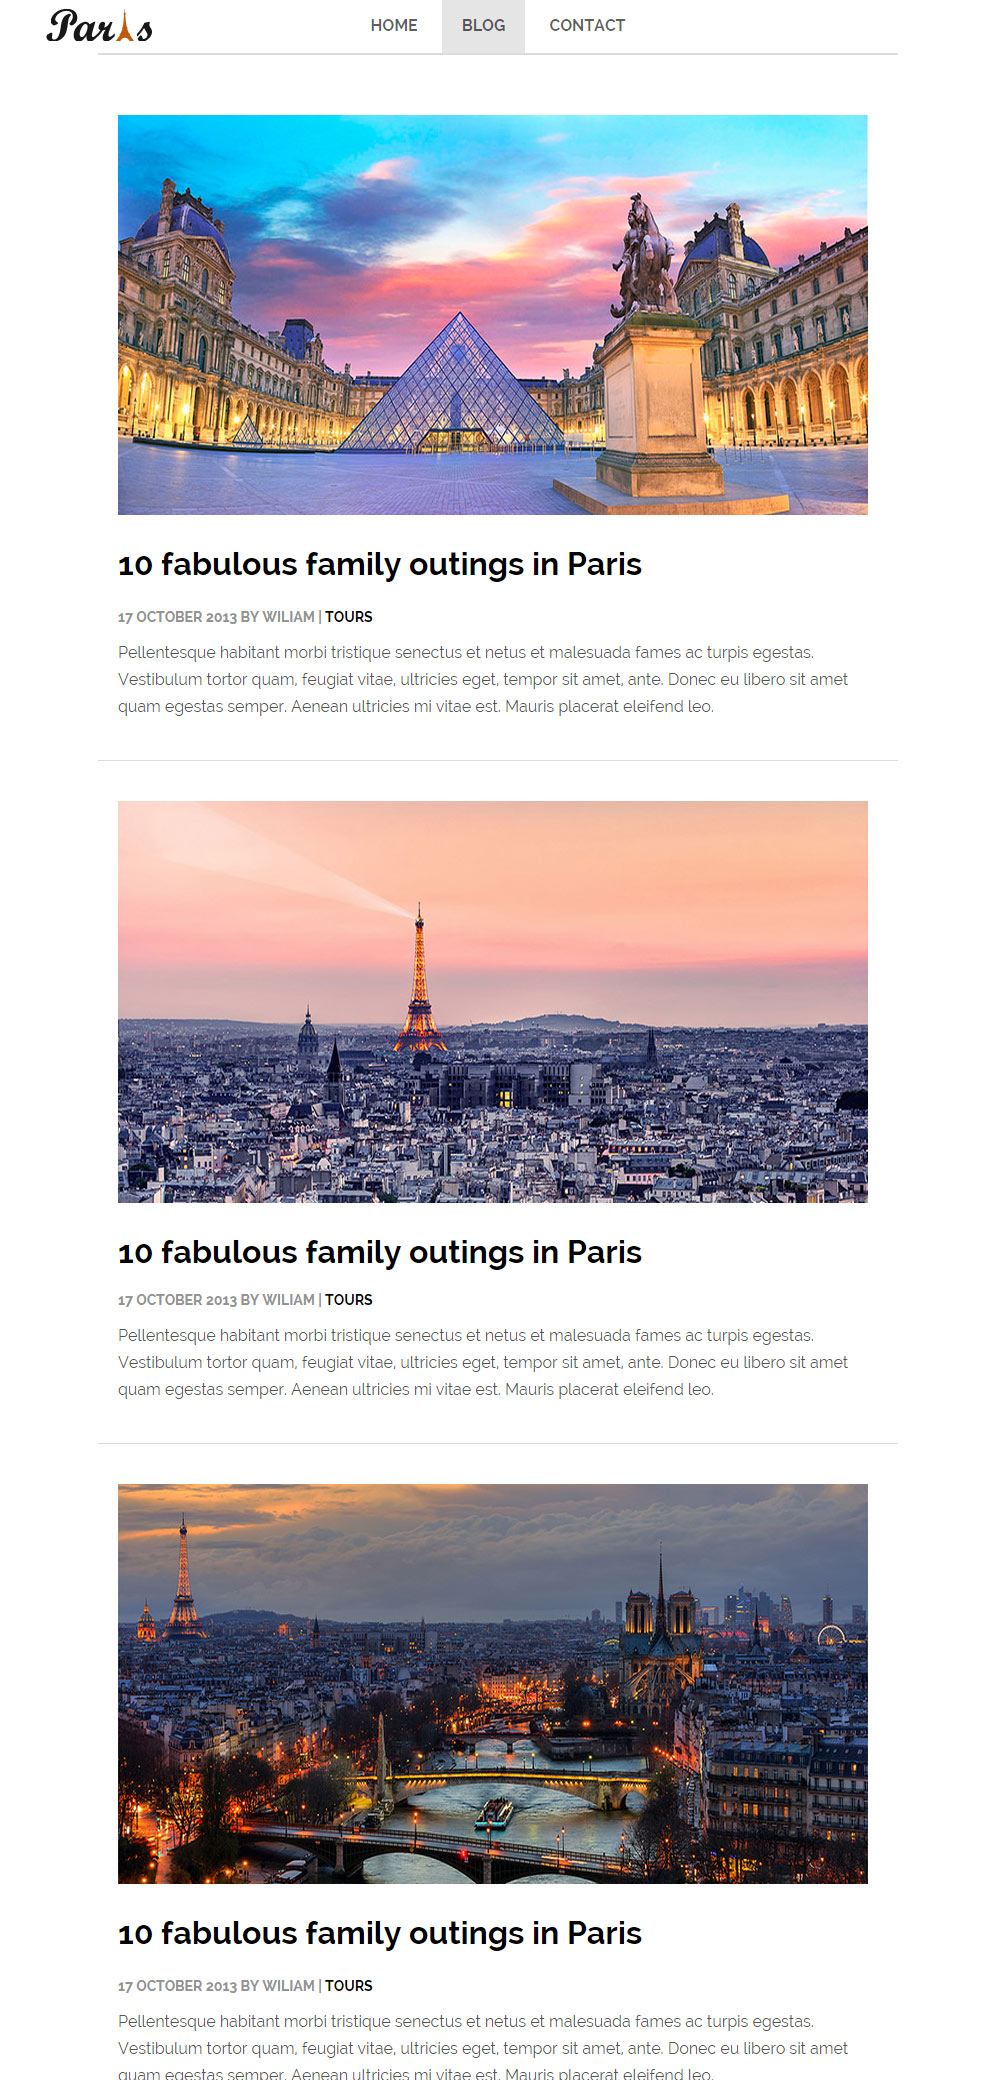 Paris
HOME BLOG CONTACT
10 fabulous family outings in Paris
17 OCTOBER 2013 BY WILIAM | TOURS
Pellentesque habitant morbi tristique senectus et netus et malesuada fames ac turpis egestas.
Vestibulum tortor quam, feugiat vitae, ultricies eget, tempor sit amet, ante. Donec eu libero sit amet
quam egestas semper. Aenean ultricies mi vitae est. Mauris placerat eleifend leo.
10 fabulous family outings in Paris
17 OCTOBER 2013 BY WILIAM | TOURS
Pellentesque habitant morbi tristique senectus et netus et malesuada fames ac turpis egestas.
Vestibulum tortor quam, feugiat vitae, ultricies eget, tempor sit amet, ante. Donec eu libero sit amet
quam egestas semper. Aenean ultricies mi vitae est. Mauris placerat eleifend leo.
10 fabulous family outings in Paris
17 OCTOBER 2013 BY WILIAM | TOURS
Pellentesque habitant morbi tristique senectus et netus et malesuada fames ac turpis egestas.
Vestibulum tortor quam, feugiat vitae, ultricies eget, tempor sit amet, ante. Donec eu libero sit amet
quam egestas semper. Aenean ultricies mi vitae est. Mauris placerat eleifend leo.